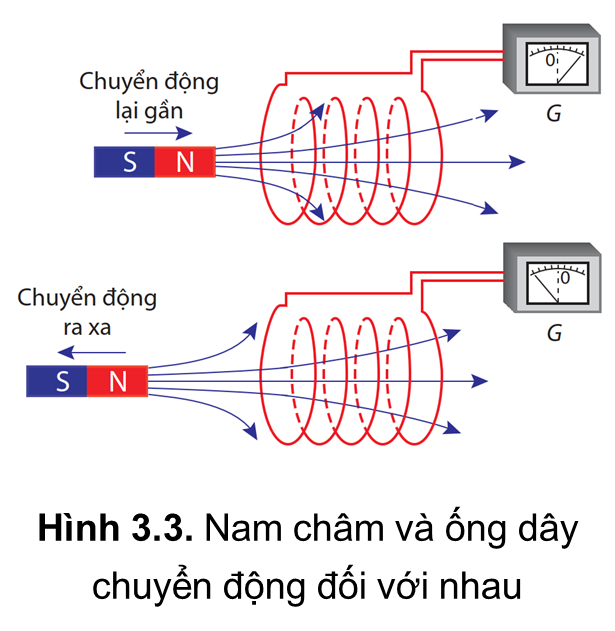 Chuyển động
lại gần
S N
0
G
Chuyển động
ra xa
S N
0
G
Hình 3.3. Nam châm và ống dây
chuyển động đối với nhau